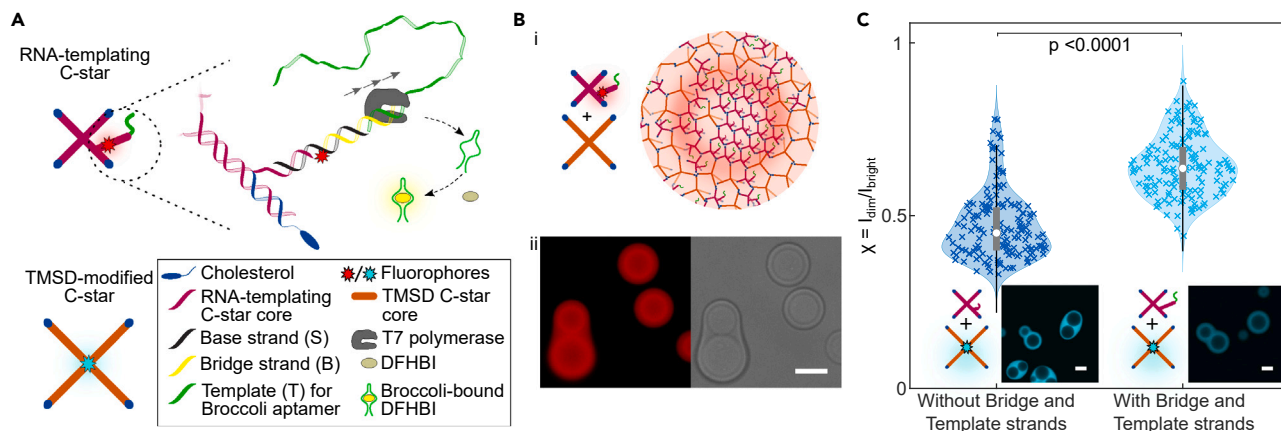 A
RNA-templating
C-star
TMSD-modified
C-star
Cholesterol
RNA-templating
C-star core
Base strand (S)
Bridge strand (B)
Template (T) for
Broccoli aptamer
Fluorophores
TMSD C-star
core
T7 polymerase
DFHBI
Broccoli-bound
DFHBI
B
i
+
ii
C
χ = I_dim/I_bright
1
0.5
0
p <0.0001
+
+
Without Bridge and
Template strands
With Bridge and
Template strands